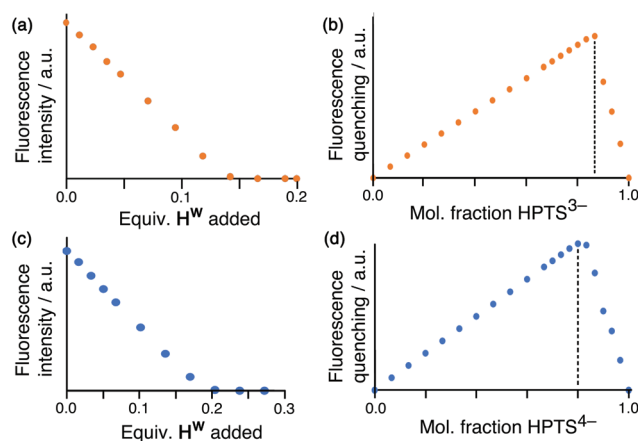 (a)
Fluorescence
intensity / a.u.
0.0
0.1
0.2
Equiv. Hᵂ added
(b)
Fluorescence
quenching / a.u.
0.0
1.0
Mol. fraction HPTS³⁻
(c)
Fluorescence
intensity / a.u.
0.0
0.1
0.2
0.3
Equiv. Hᵂ added
(d)
Fluorescence
quenching / a.u.
0.0
1.0
Mol. fraction HPTS⁴⁻